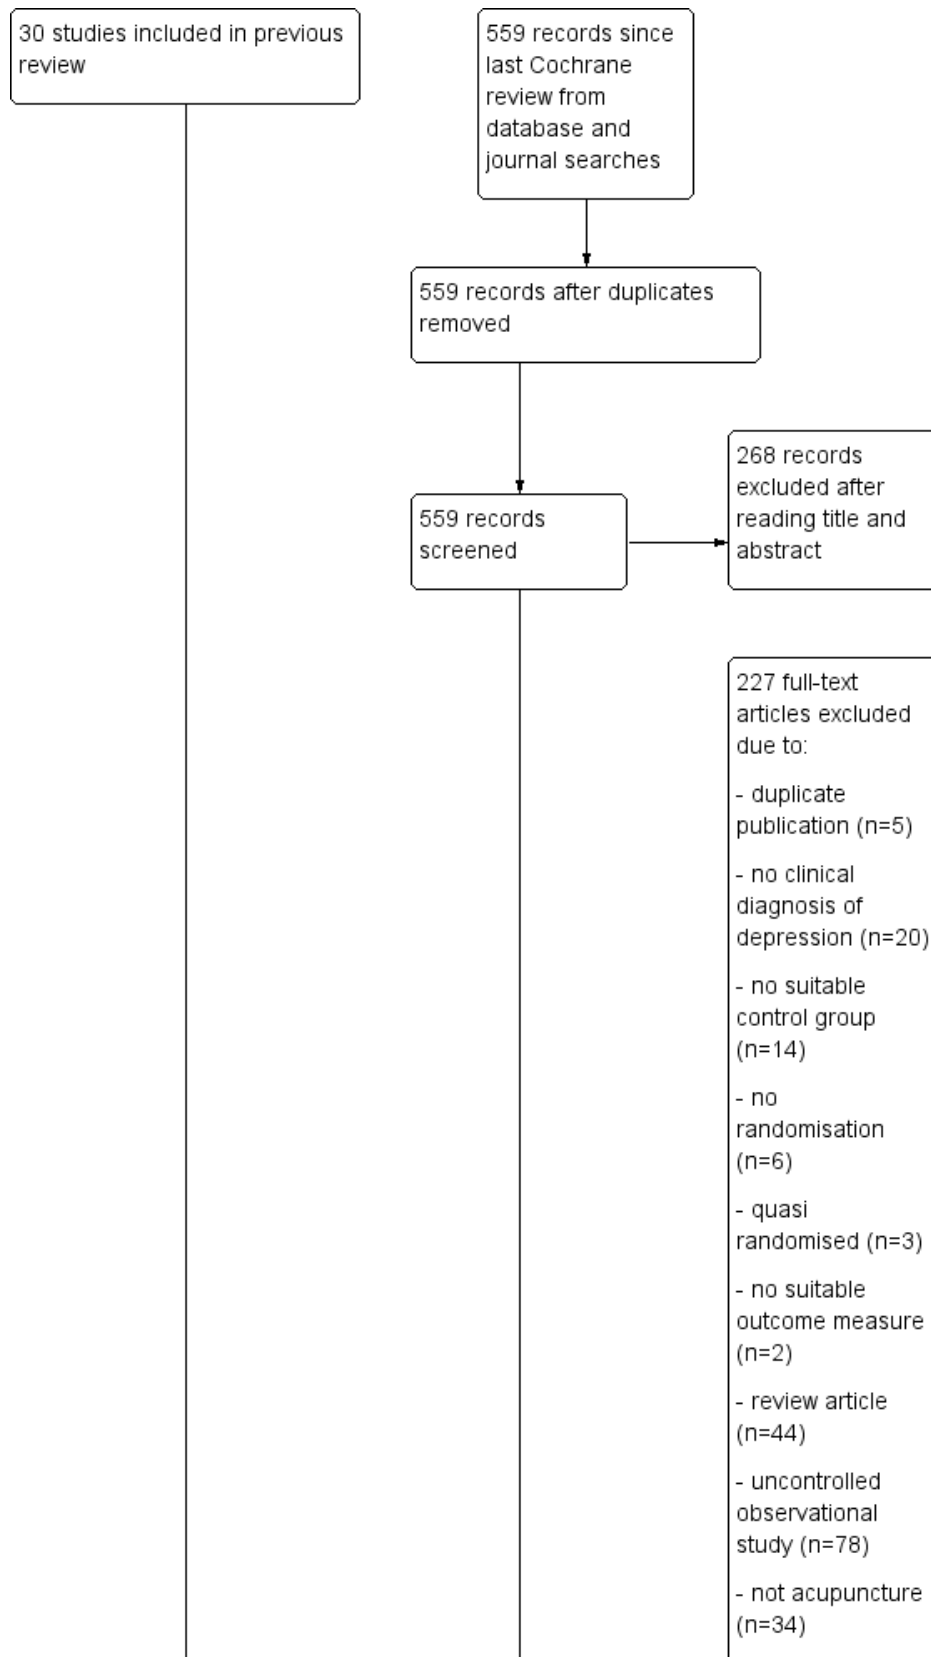 30 studies included in previous
review
559 records since
last Cochrane
review from
database and
journal searches
559 records after duplicates
removed
268 records
excluded after
reading title and
abstract
559 records
screened
227 full-text
articles excluded
due to:
- duplicate
publication (n=5)
- no clinical
diagnosis of
depression (n=20)
- no suitable
control group
(n=14)
- no
randomisation
(n=6)
- quasi
randomised (n=3)
- no suitable
outcome measure
(n=2)
- review article
(n=44)
- uncontrolled
observational
study (n=78)
- not acupuncture
(n=34)